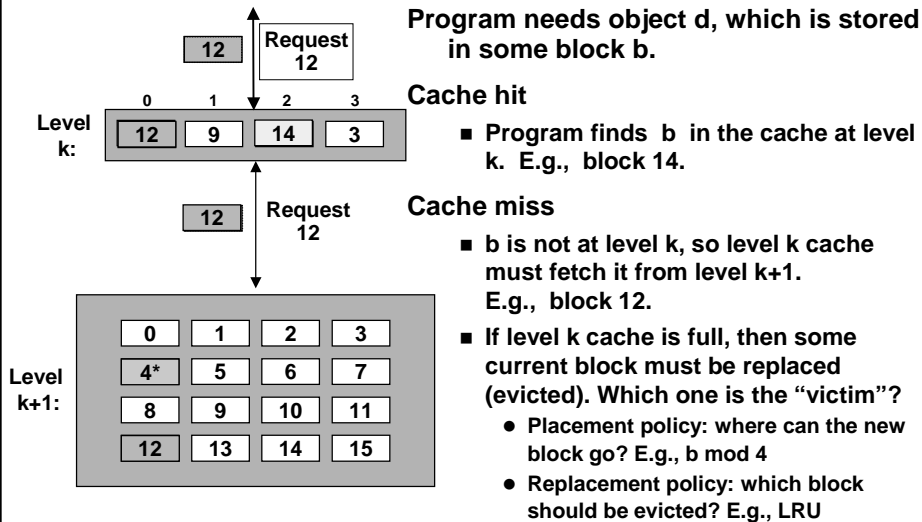 12
Request
12
0 1 2 3
Level
k:
12 9 14 3
12
Request
12
Level
k+1:
0 1 2 3
4* 5 6 7
8 9 10 11
12 13 14 15
Program needs object d, which is stored
in some block b.
Cache hit
■ Program finds b in the cache at level
k. E.g., block 14.
Cache miss
■ b is not at level k, so level k cache
must fetch it from level k+1.
E.g., block 12.
■ If level k cache is full, then some
current block must be replaced
(evicted). Which one is the “victim”?
● Placement policy: where can the new
block go? E.g., b mod 4
● Replacement policy: which block
should be evicted? E.g., LRU